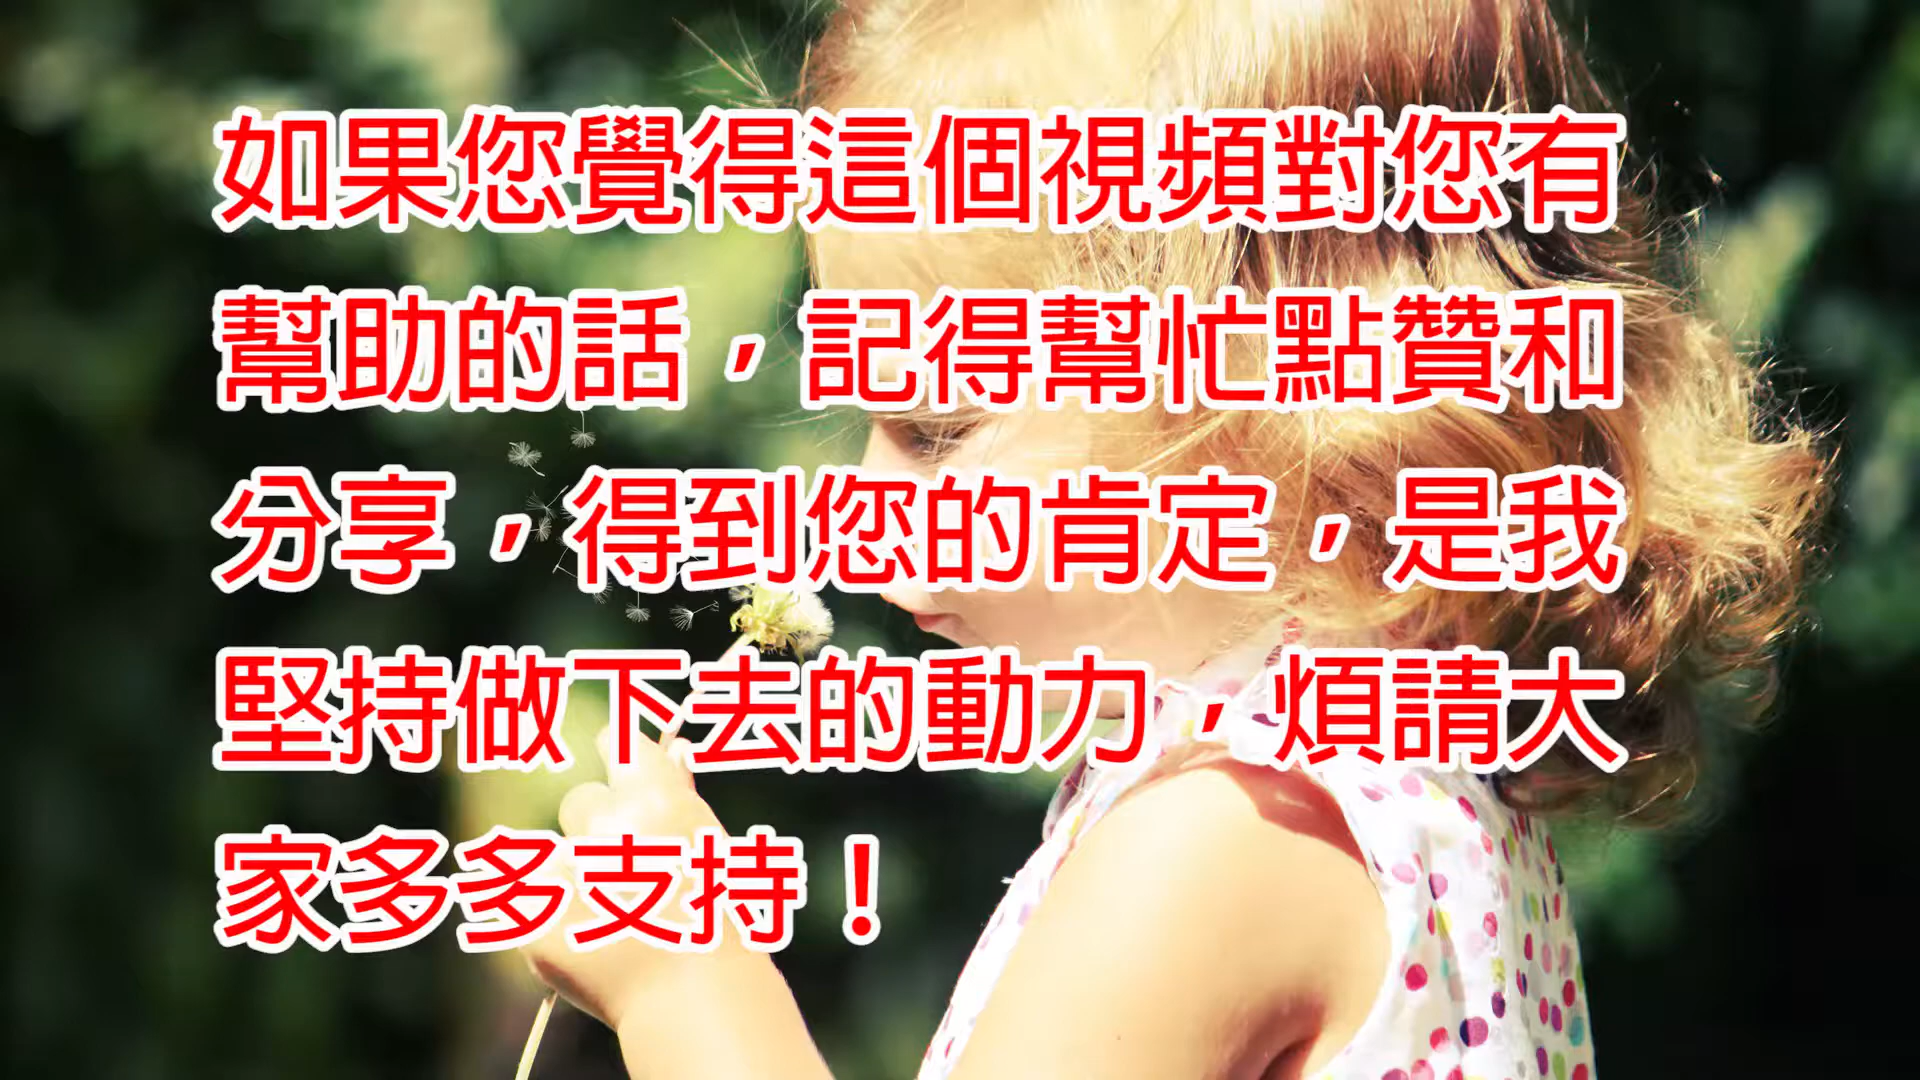 如果您覺得這個視頻對您有
幫助的話，記得幫忙點贊和
分享，得到您的肯定，是我
堅持做下去的動力，煩請大
家多多支持！